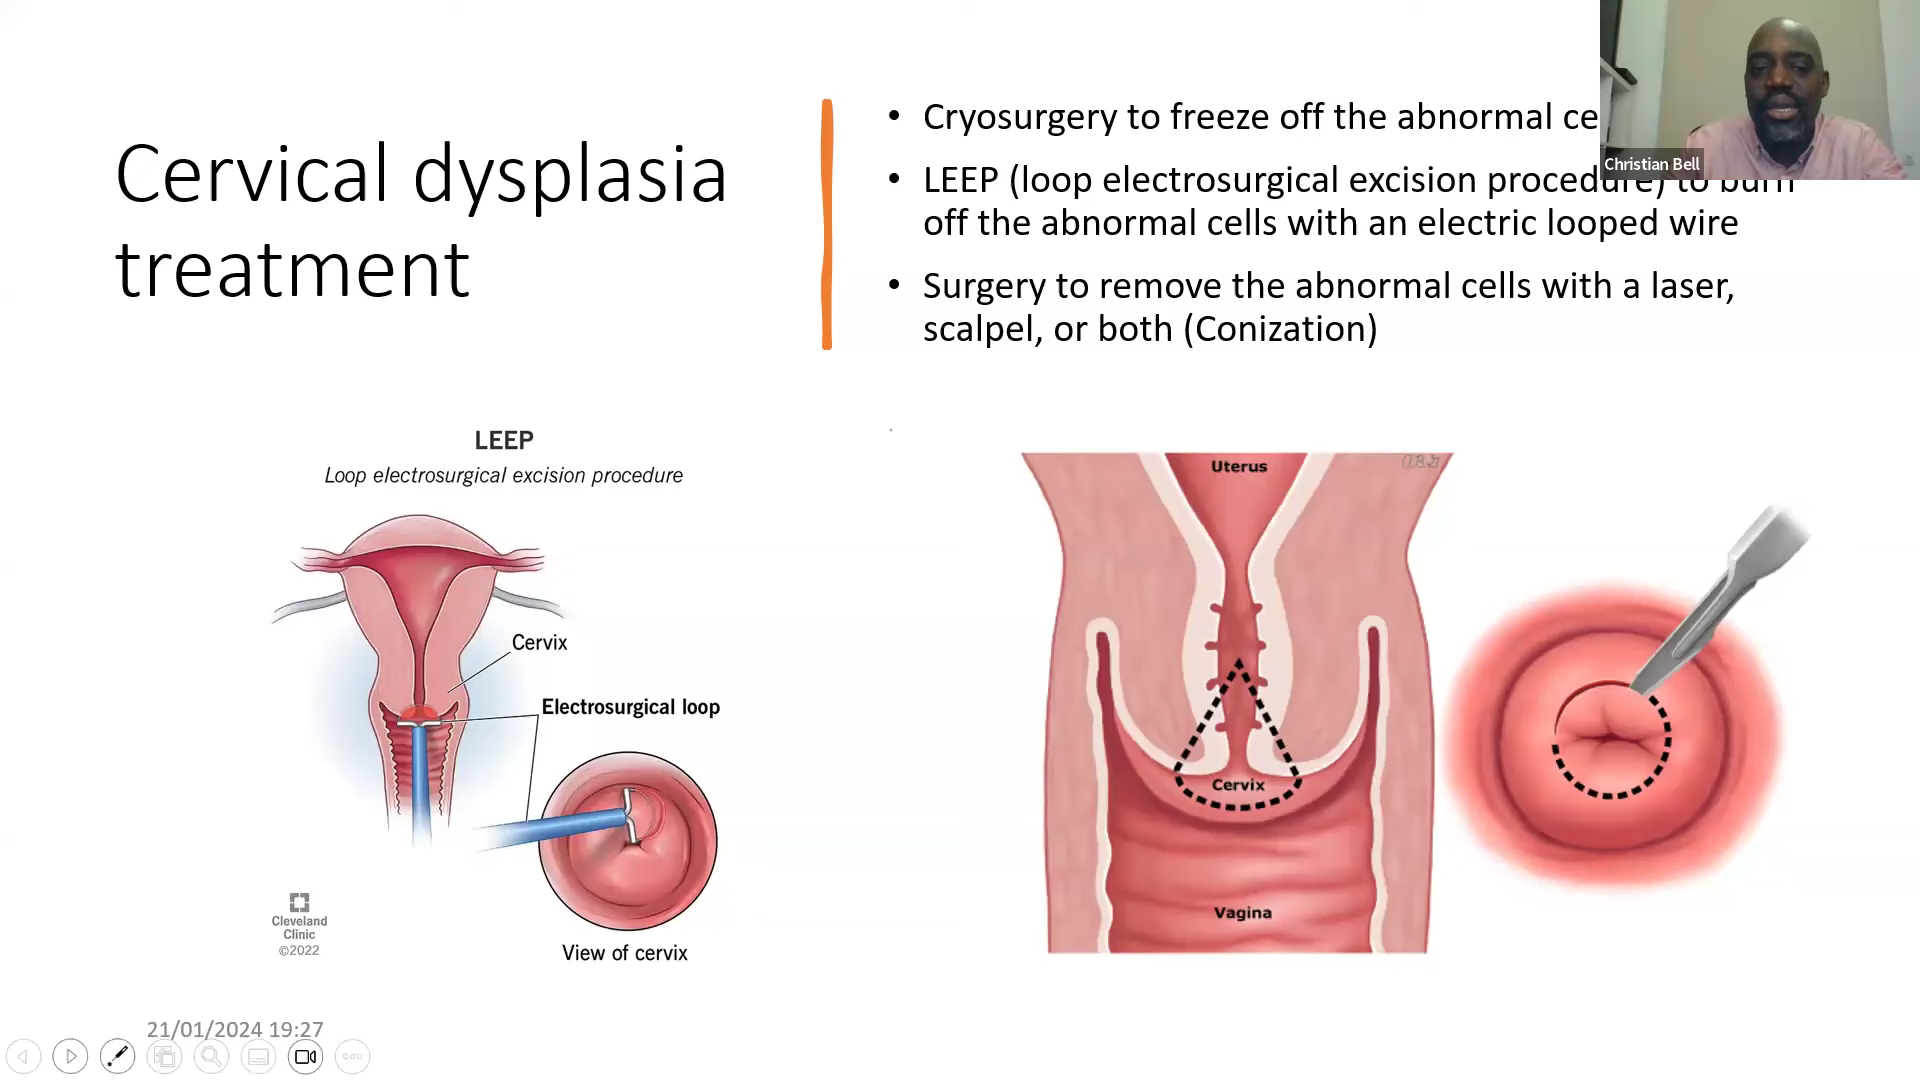 Cervical dysplasia
treatment
• Cryosurgery to freeze off the abnormal
• LEEP (loop electrosurgical excision procedure) to burn
off the abnormal cells with an electric looped wire
• Surgery to remove the abnormal cells with a laser,
scalpel, or both (Conization)
Christian Bell
LEEP
Loop electrosurgical excision procedure
Cervix
Electrosurgical loop
View of cervix
Cleveland
Clinic
©2022
Uterus
Cervix
Vagina
21/01/2024 19:27